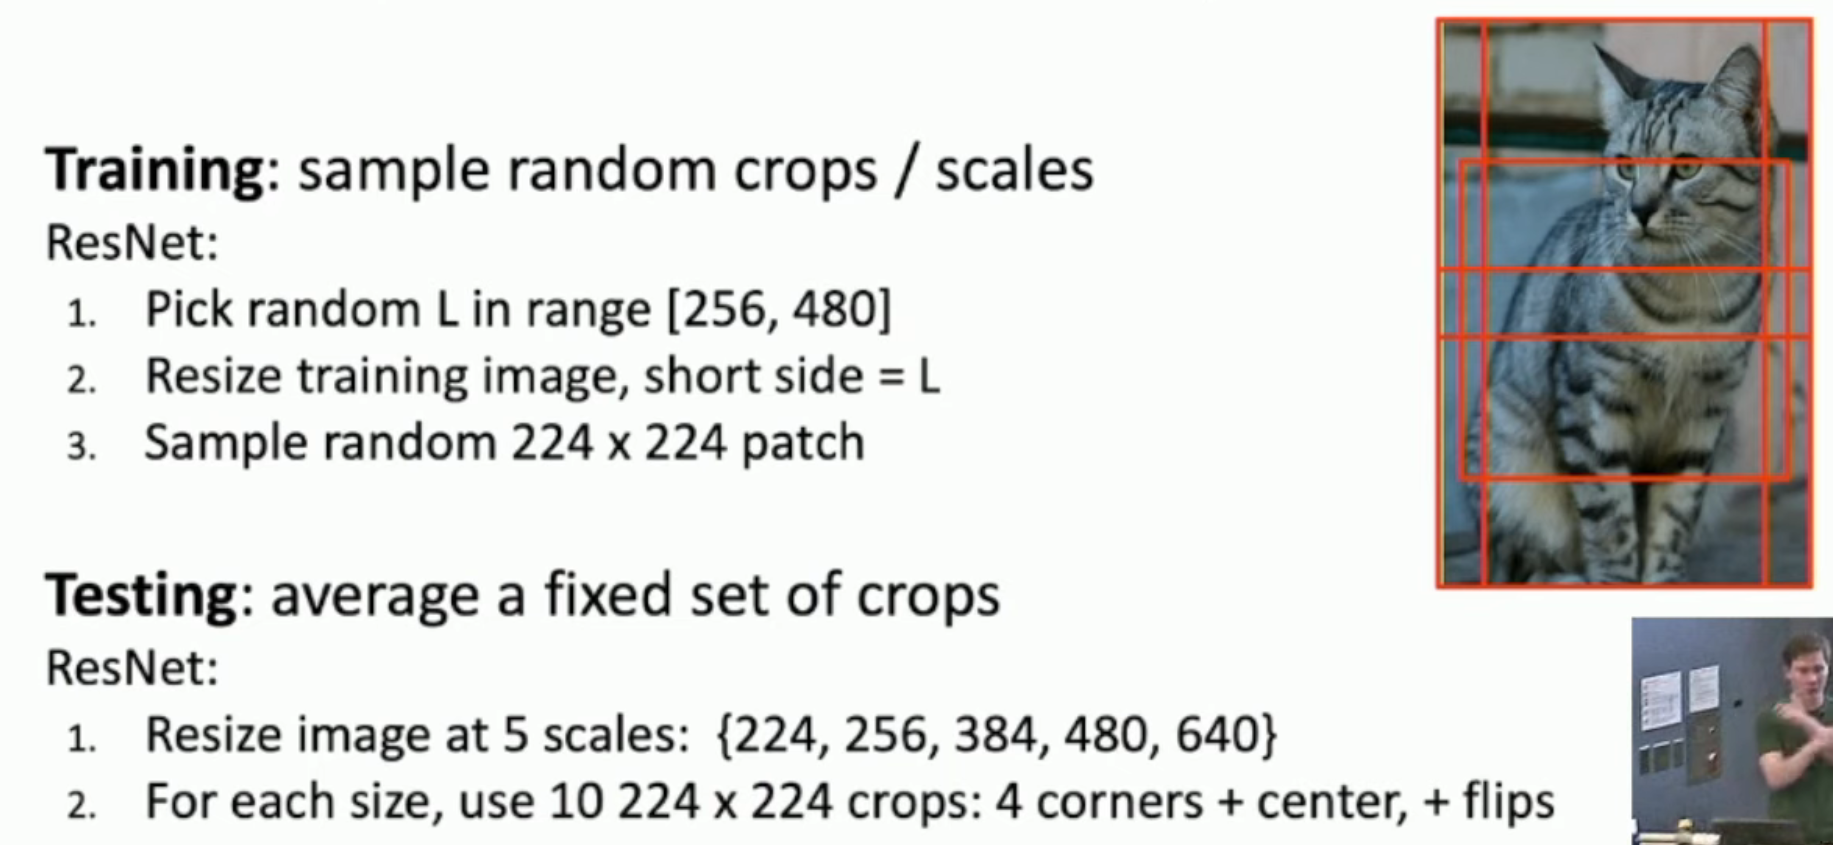 Training: sample random crops / scales
ResNet:
1. Pick random L in range [256, 480]
2. Resize training image, short side = L
3. Sample random 224 x 224 patch
Testing: average a fixed set of crops
ResNet:
1. Resize image at 5 scales: {224, 256, 384, 480, 640}
2. For each size, use 10 224 x 224 crops: 4 corners + center, + flips